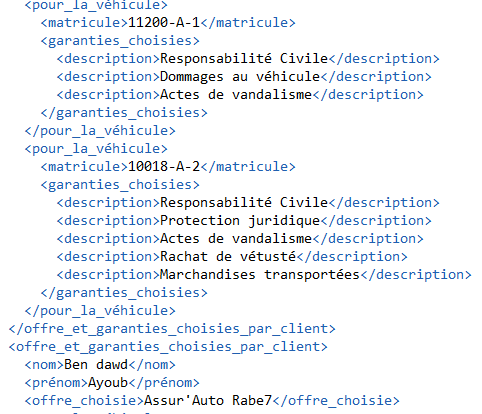 <pour_la_véhicule>
<matricule>11200-A-1</matricule>
<garanties_choisies>
<description>Responsabilité Civile</description>
<description>Dommages au véhicule</description>
<description>Actes de vandalisme</description>
</garanties_choisies>
</pour_la_véhicule>
<pour_la_véhicule>
<matricule>10018-A-2</matricule>
<garanties_choisies>
<description>Responsabilité Civile</description>
<description>Protection juridique</description>
<description>Actes de vandalisme</description>
<description>Rachat de vétusté</description>
<description>Marchandises transportées</description>
</garanties_choisies>
</pour_la_véhicule>
</offre_et_garanties_choisies_par_client>
<offre_et_garanties_choisies_par_client>
<nom>Ben dawd</nom>
<prénom>Ayoub</prénom>
<offre_choisie>Assur'Auto Rabe7</offre_choisie>